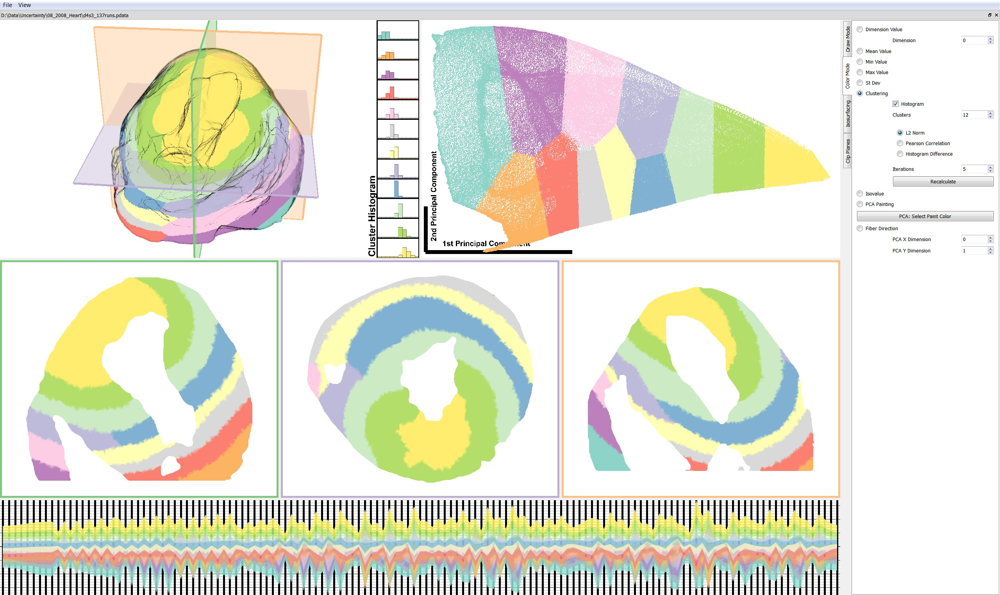 File View
D:\Data\Uncertainty\08_2008_Heart\d4s3_137runs.pdata
Cluster Histogram
2nd Principal Component
1st Principal Com nt
Draw Mode
Color Mode
Isosurfacing
Clip Planes
Dimension Value
Dimension 0
Mean Value
Min Value
Max Value
St Dev
Clustering
Histogram
Clusters 12
L2 Norm
Pearson Correlation
Histogram Difference
Iterations 5
Recalculate
Isovalue
PCA Painting
PCA: Select Paint Color
Fiber Direction
PCA X Dimension 0
PCA Y Dimension 1